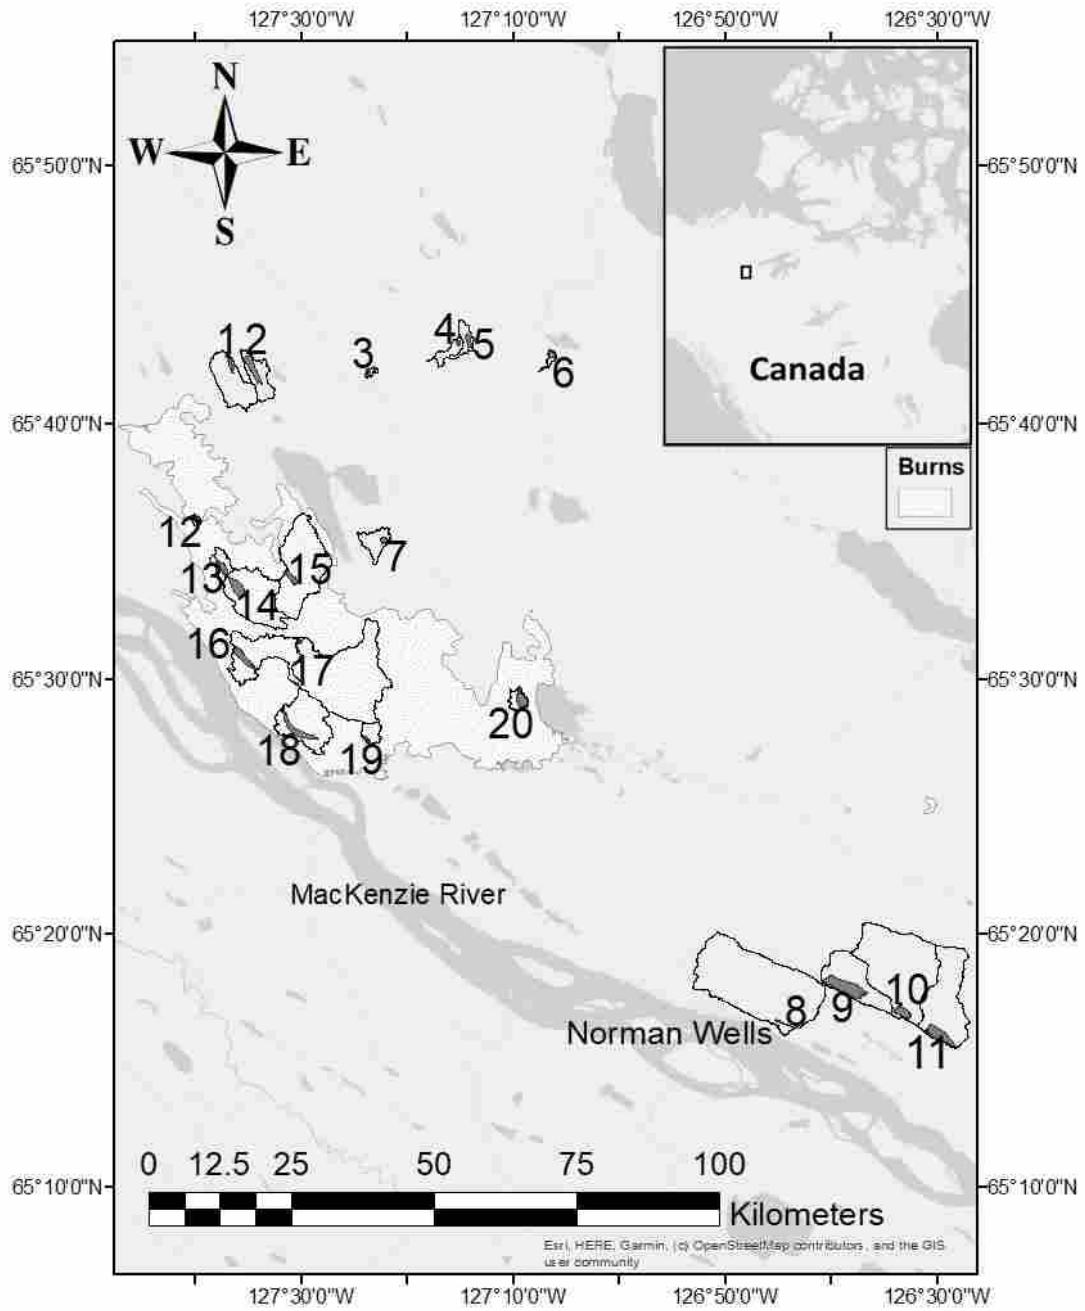 127°30'0"W 127°10'0"W 126°50'0"W 126°30'0"W
N
W E
S
65°50'0"N 65°50'0"N
Canada
1 2 3 4 5 6
65°40'0"N 65°40'0"N
Burns
12 7
13 15
14
16 17
65°30'0"N 65°30'0"N
18 19 20
MacKenzie River
65°20'0"N 65°20'0"N
8 9 10
Norman Wells
11
0 12.5 25 50 75 100
65°10'0"N 65°10'0"N
Kilometers
Esri, HERE, Garmin, (c) OpenStreetMap contributors, and the GIS
user community
127°30'0"W 127°10'0"W 126°50'0"W 126°30'0"W